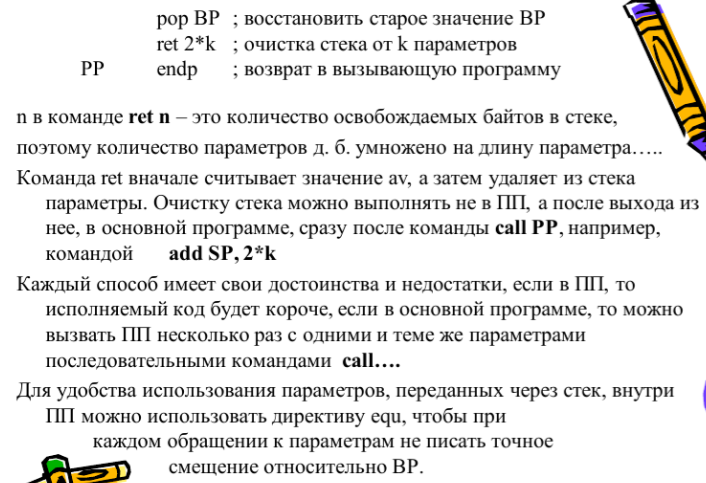 pop BP ; восстановить старое значение BP
ret 2*k ; очистка стека от k параметров
PP endp ; возврат в вызывающую программу
n в команде ret n – это количество освобождаемых байтов в стеке,
поэтому количество параметров д. б. умножено на длину параметра…..
Команда ret вначале считывает значение av, а затем удаляет из стека
параметры. Очистку стека можно выполнять не в ПП, а после выхода из
нее, в основной программе, сразу после команды call PP, например,
командой add SP, 2*k
Каждый способ имеет свои достоинства и недостатки, если в ПП, то
исполняемый код будет короче, если в основной программе, то можно
вызвать ПП несколько раз с одними и теме же параметрами
последовательными командами call….
Для удобства использования параметров, переданных через стек, внутри
ПП можно использовать директиву equ, чтобы при
каждом обращении к параметрам не писать точное
смещение относительно BP.